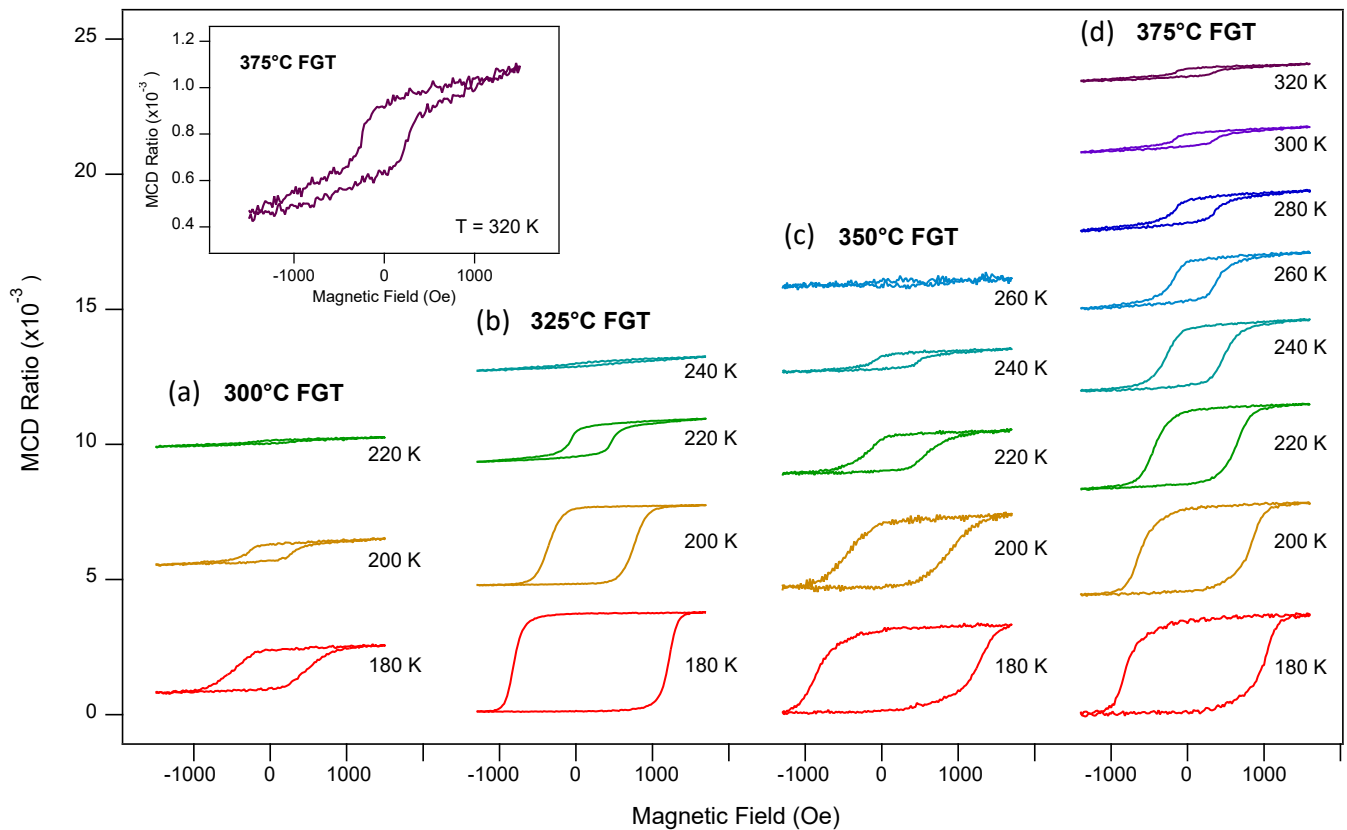 MCD Ratio (x10⁻³)
25
20
15
10
5
0
MCD Ratio (x10⁻³)
1.2
1.0
0.8
0.6
0.4
375°C FGT
T = 320 K
-1000 0 1000
Magnetic Field (Oe)
(a) 300°C FGT
220 K
200 K
180 K
(b) 325°C FGT
240 K
220 K
200 K
180 K
(c) 350°C FGT
260 K
240 K
220 K
200 K
180 K
(d) 375°C FGT
320 K
300 K
280 K
260 K
240 K
220 K
200 K
180 K
-1000 0 1000 -1000 0 1000 -1000 0 1000 -1000 0 1000
Magnetic Field (Oe)